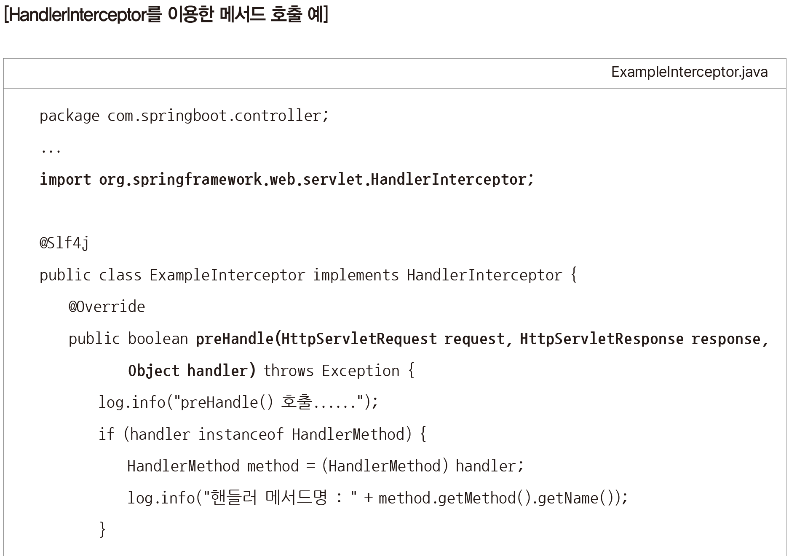 [HandlerInterceptor를 이용한 메서드 호출 예]
ExampleInterceptor.java
package com.springboot.controller;
...
import org.springframework.web.servlet.HandlerInterceptor;
@Slf4j
public class ExampleInterceptor implements HandlerInterceptor {
@Override
public boolean preHandle(HttpServletRequest request, HttpServletResponse response,
Object handler) throws Exception {
log.info("preHandle() 호출......");
if (handler instanceof HandlerMethod) {
HandlerMethod method = (HandlerMethod) handler;
log.info("핸들러 메서드명 : " + method.getMethod().getName());
}